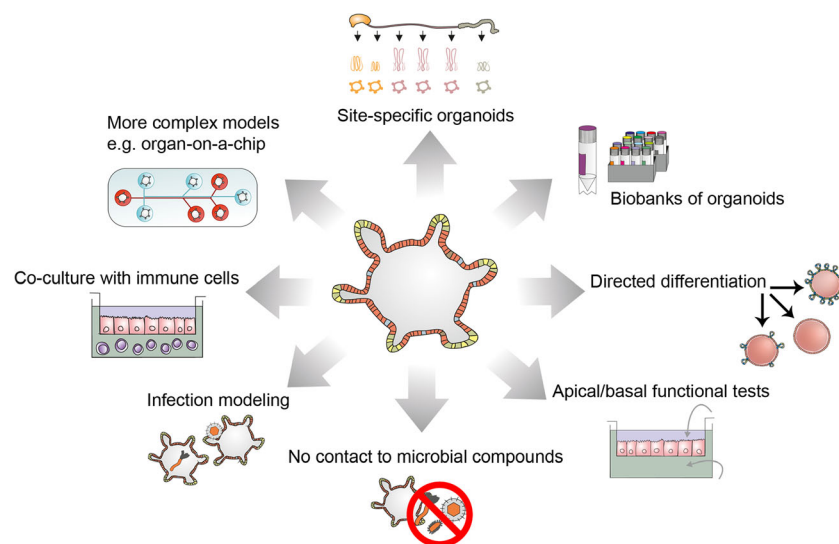 Site-specific organoids
More complex models
e.g. organ-on-a-chip
Biobanks of organoids
Co-culture with immune cells
Directed differentiation
Infection modeling
Apical/basal functional tests
No contact to microbial compounds